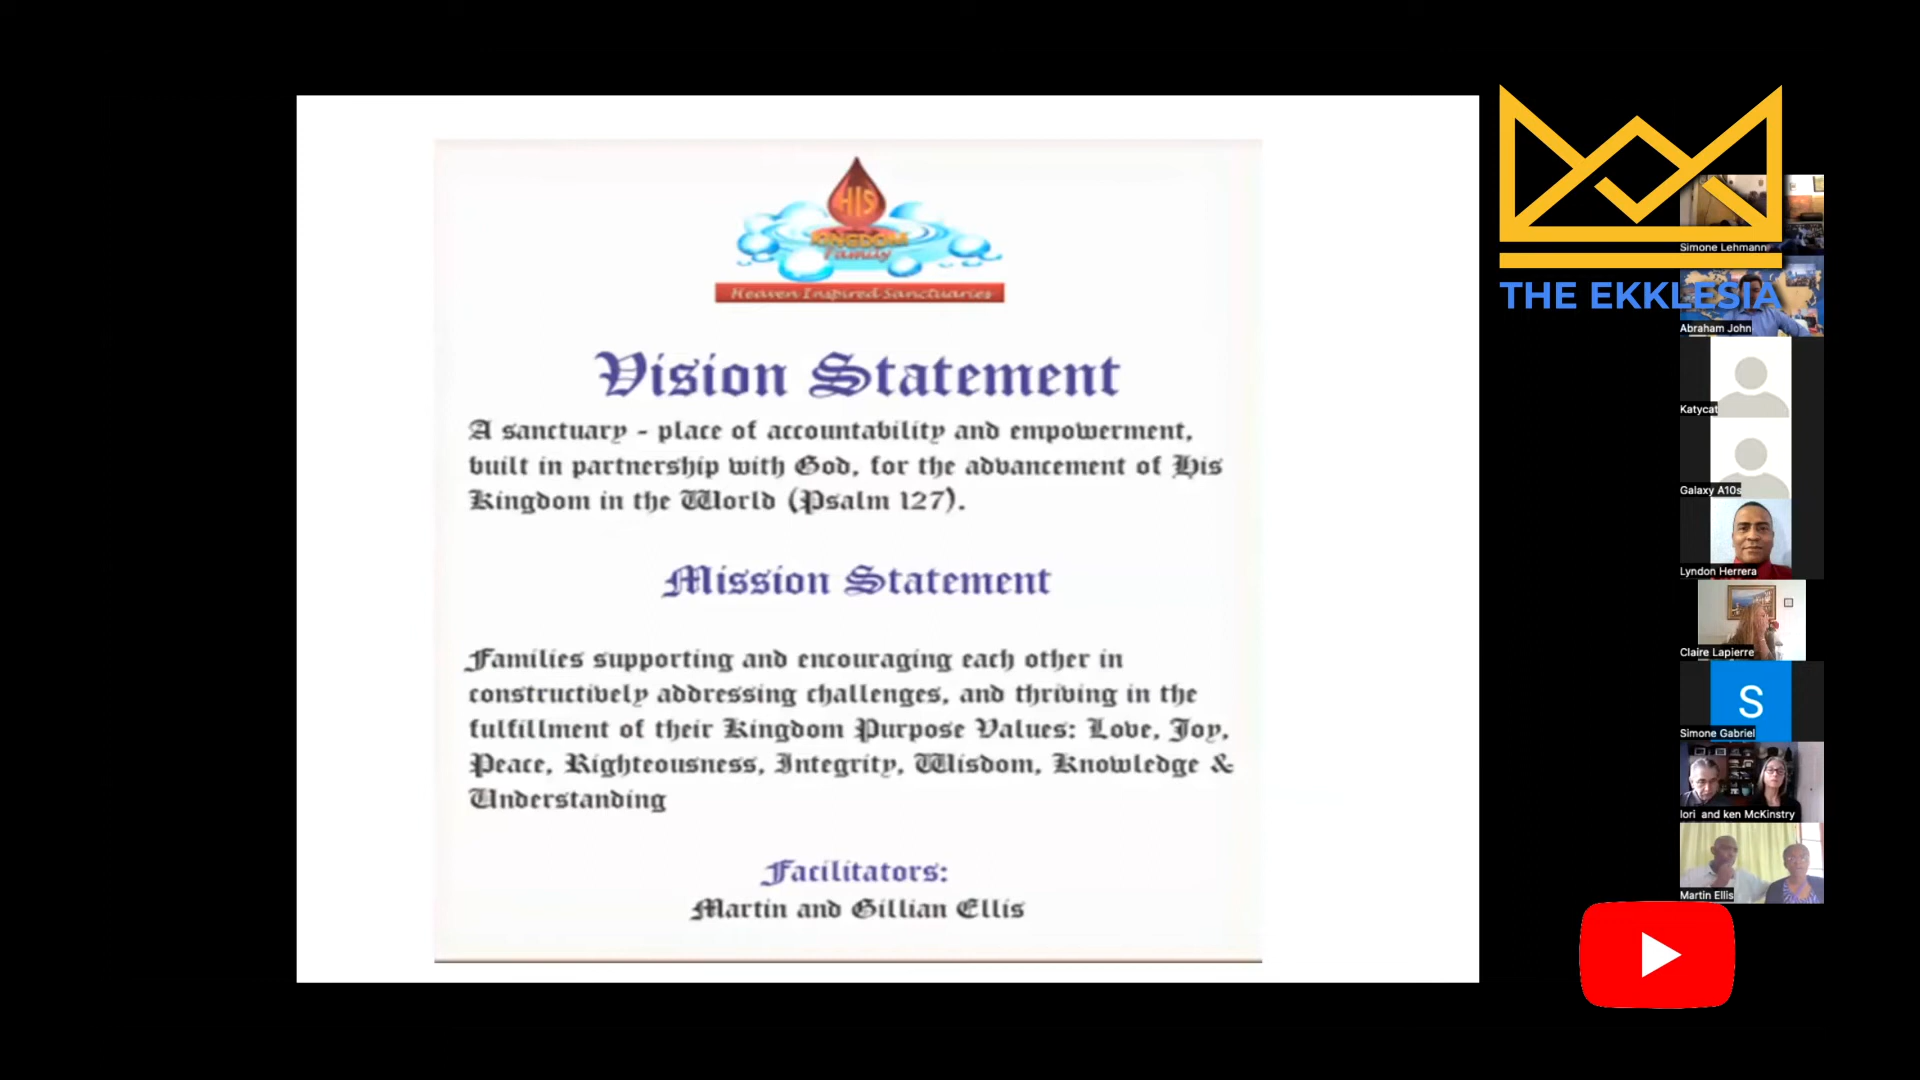 HIS
KINGDOM
Family
Heaven Inspired Sanctuaries
Vision Statement
A sanctuary - place of accountability and empowerment,
built in partnership with God, for the advancement of His
Kingdom in the World (Psalm 127).
Mission Statement
Families supporting and encouraging each other in
constructively addressing challenges, and thriving in the
fulfillment of their Kingdom Purpose Values: Love, Joy,
Peace, Righteousness, Integrity, Wisdom, Knowledge &
Understanding
Facilitators:
Martin and Gillian Ellis
THE EKKLESIA
Simone Lehmann
Abraham John
Katycat
Galaxy A10s
Lyndon Herrera
Claire Lapierre
S
Simone Gabriel
lori and ken McKinstry
Martin Ellis